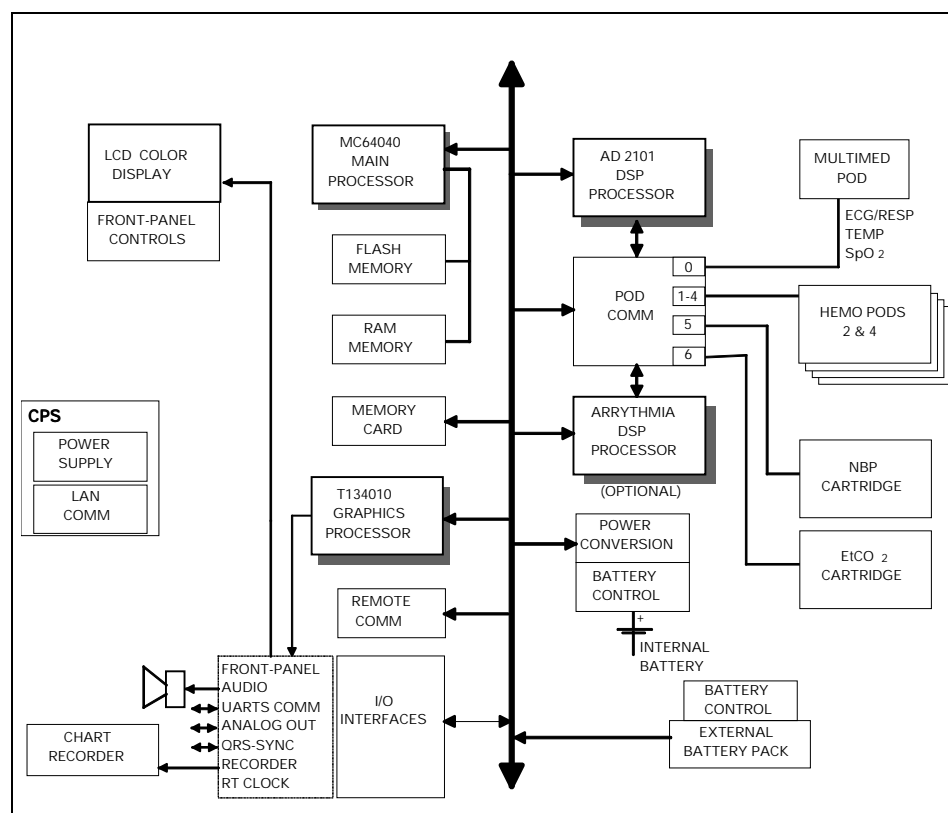 LCD COLOR
DISPLAY
FRONT-PANEL
CONTROLS
MC64040
MAIN
PROCESSOR
FLASH
MEMORY
RAM
MEMORY
MEMORY
CARD
T134010
GRAPHICS
PROCESSOR
REMOTE
COMM
CPS
POWER
SUPPLY
LAN
COMM
FRONT-PANEL
AUDIO
UARTS COMM
ANALOG OUT
QRS-SYNC
RECORDER
RT CLOCK
I/O
INTERFACES
CHART
RECORDER
AD 2101
DSP
PROCESSOR
POD
COMM
0
1-4
5
6
ARRYTHMIA
DSP
PROCESSOR
(OPTIONAL)
POWER
CONVERSION
BATTERY
CONTROL
+
INTERNAL
BATTERY
MULTIMED
POD
ECG/RESP
TEMP
SpO 2
HEMO PODS
2 & 4
NBP
CARTRIDGE
EtCO 2
CARTRIDGE
BATTERY
CONTROL
EXTERNAL
BATTERY PACK